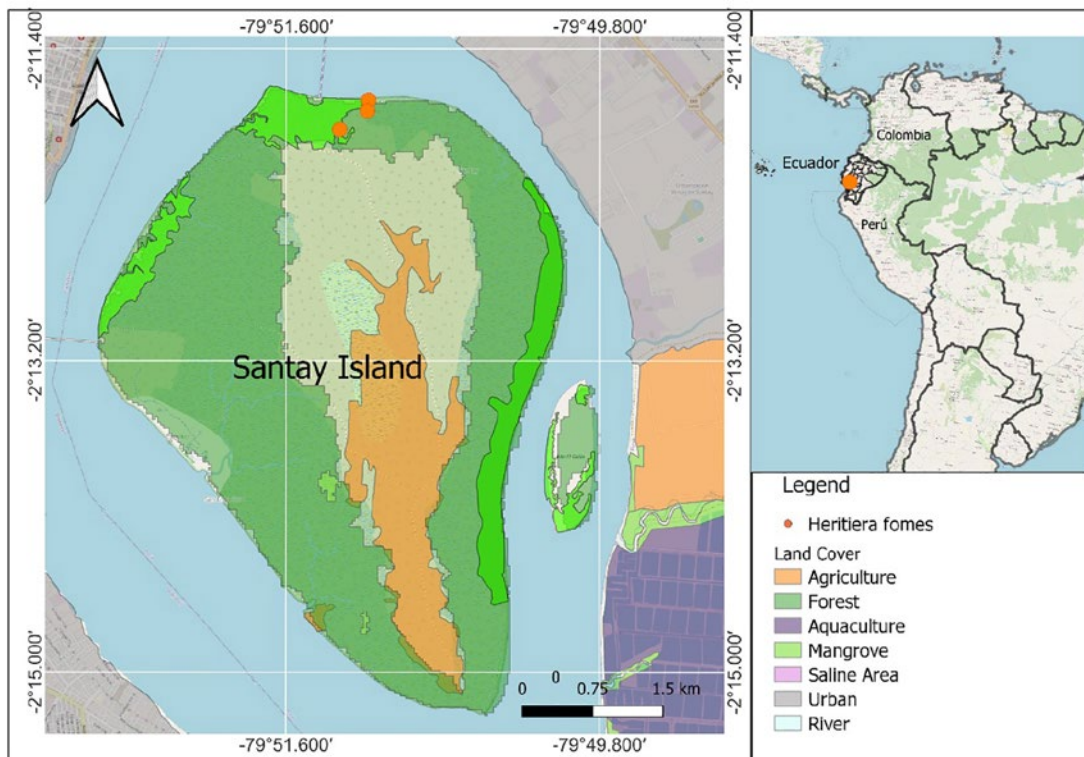 -79°51.600'
-79°49.800'
-2°11.400'
-2°11.400'
-2°13.200'
-2°13.200'
-2°15.000'
-2°15.000'
Santay Island
0
0 0.75 1.5 km
-79°51.600'
-79°49.800'
Colombia
Ecuador
Perú
Legend
Heritiera fomes
Land Cover
Agriculture
Forest
Aquaculture
Mangrove
Saline Area
Urban
River